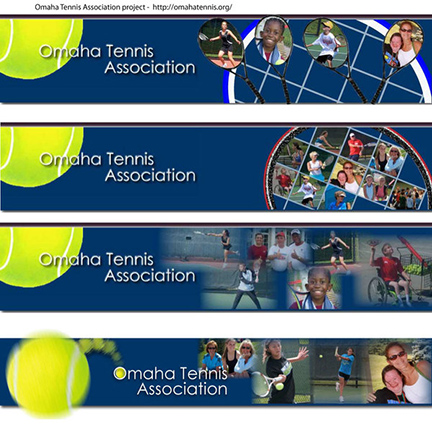 Omaha Tennis Association project - http://omahatennis.org/
Omaha Tennis
Association
Omaha Tennis
Association
Omaha Tennis
Association
Omaha Tennis
Association